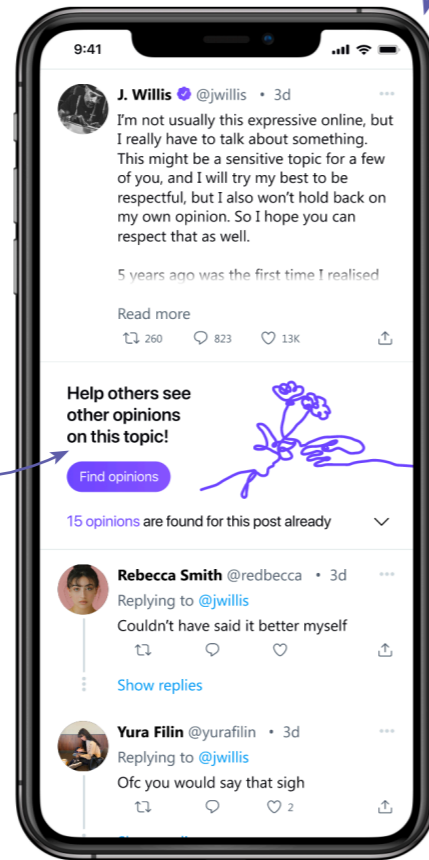 9:41
J. Willis @jwillis • 3d
I'm not usually this expressive online, but
I really have to talk about something.
This might be a sensitive topic for a few
of you, and I will try my best to be
respectful, but I also won't hold back on
my own opinion. So I hope you can
respect that as well.
5 years ago was the first time I realised
Read more
260 823 13K
Help others see
other opinions
on this topic!
Find opinions
15 opinions are found for this post already
Rebecca Smith @redbecca • 3d
Replying to @jwillis
Couldn't have said it better myself
Show replies
Yura Filin @yurafilin • 3d
Replying to @jwillis
Ofc you would say that sigh
2